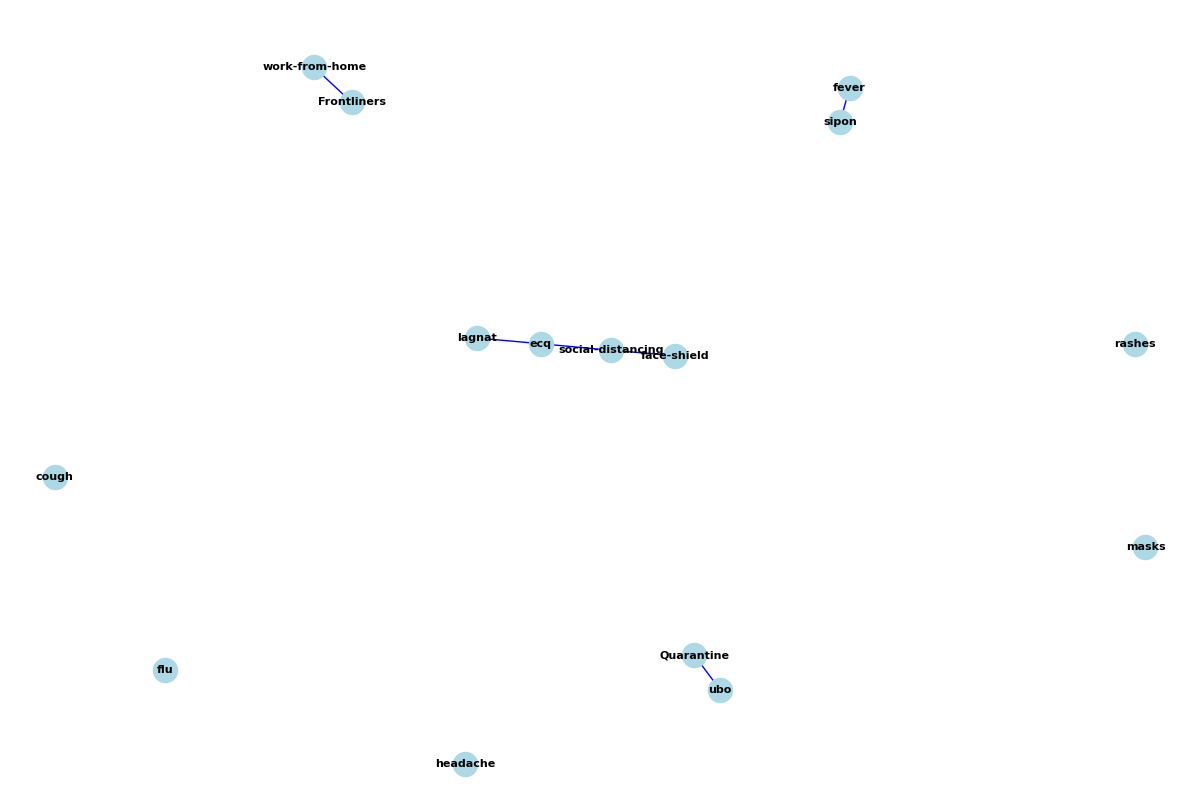 work-from-home
Frontliners
fever
sipon
lagnat
ecq
social-distancing
face-shield
rashes
cough
masks
Quarantine
flu
ubo
headache